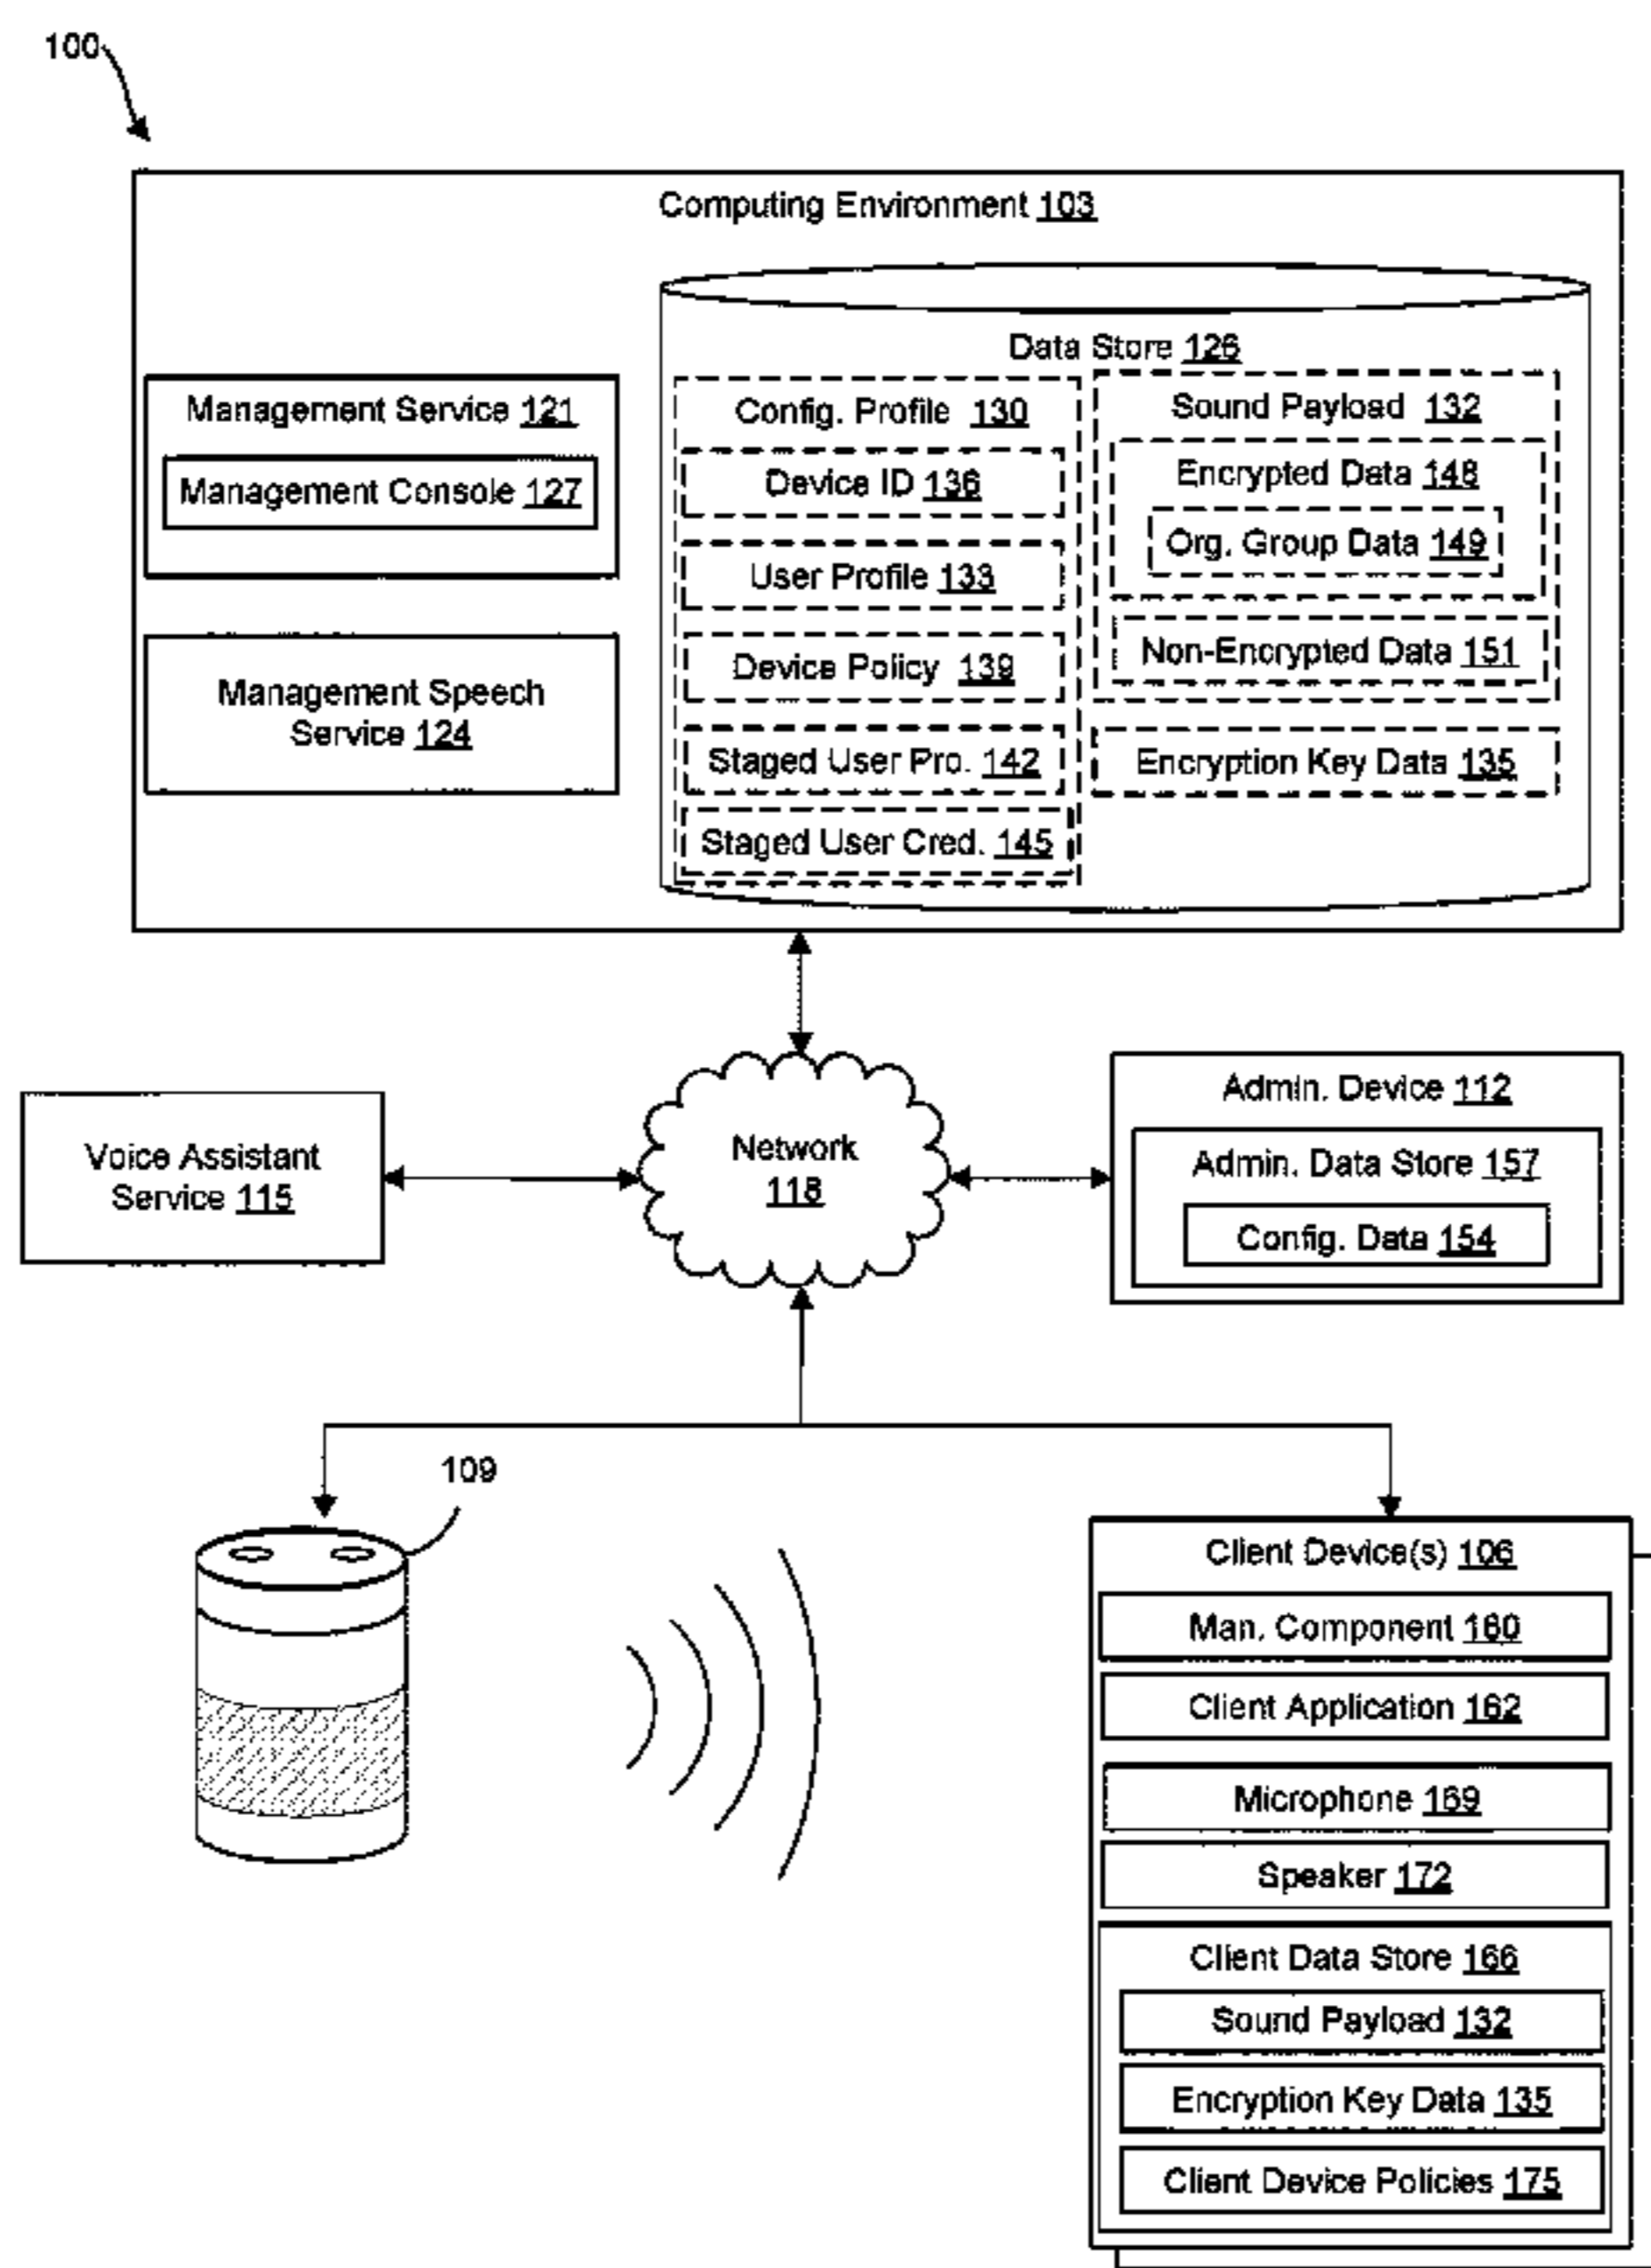 100
Computing Environment 103
Data Store 126
Management Service 121
Management Console 127
Management Speech
Service 124
Config. Profile 130
Device ID 136
User Profile 133
Device Policy 139
Staged User Pro. 142
Staged User Cred. 145
Sound Payload 132
Encrypted Data 148
Org. Group Data 149
Non-Encrypted Data 151
Encryption Key Data 135
Voice Assistant
Service 115
Network
118
Admin. Device 112
Admin. Data Store 157
Config. Data 154
109
Client Device(s) 106
Man. Component 160
Client Application 162
Microphone 169
Speaker 172
Client Data Store 166
Sound Payload 132
Encryption Key Data 135
Client Device Policies 175